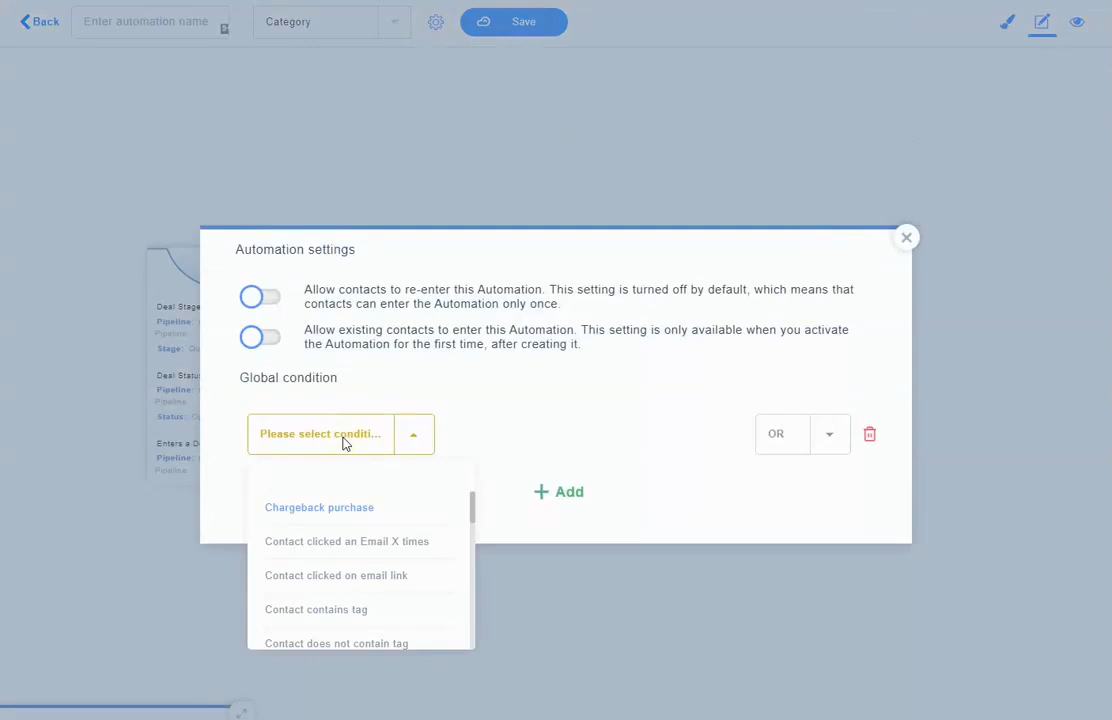 Back
Enter automation name
Category
Save
Automation settings
Allow contacts to re-enter this Automation. This setting is turned off by default, which means that
contacts can enter the Automation only once.
Allow existing contacts to enter this Automation. This setting is only available when you activate
the Automation for the first time, after creating it.
Global condition
Please select conditi...
OR
Add
Chargeback purchase
Contact clicked an Email X times
Contact clicked on email link
Contact contains tag
Contact does not contain tag
Deal Stage
Pipeline:
Pipeline
Stage:
Deal Status
Pipeline:
Pipeline
Status:
Enters a D
Pipeline:
Pipeline